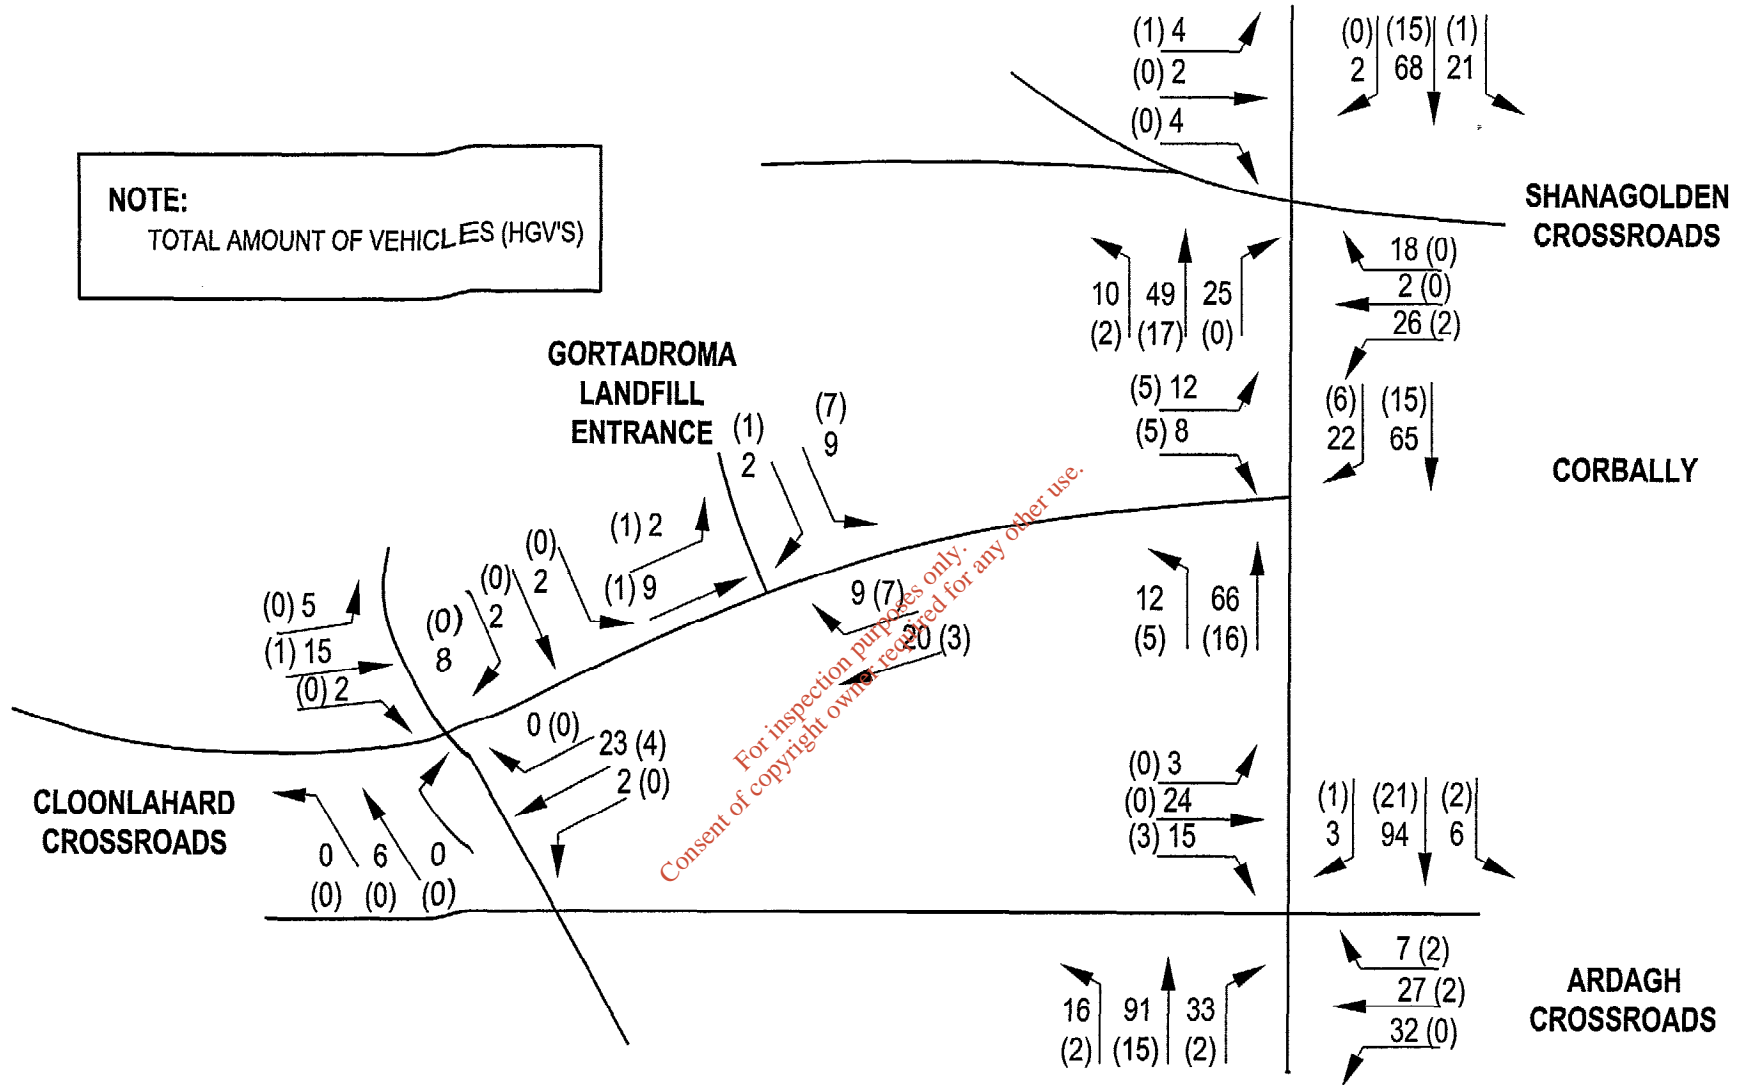 (1) 4
(0) 2
(0) 4
(0) (15) (1)
2 68 21
NOTE:
TOTAL AMOUNT OF VEHICLES (HGV'S)
SHANAGOLDEN
CROSSROADS
18 (0)
2 (0)
26 (2)
10 49 25
(2) (17) (0)
GORTADROMA
LANDFILL
ENTRANCE
(1)
2
(7)
9
(5) 12
(5) 8
(6) (15)
22 65
CORBALLY
(1) 2
(1) 9
(0)
2
(0)
2
(0)
8
9 (7)
20 (3)
12 66
(5) (16)
(0) 5
(1) 15
(0) 2
0 (0)
23 (4)
2 (0)
For inspection purposes only.
Consent of copyright owner required for any other use.
CLOONLAHARD
CROSSROADS
0 6 0
(0) (0) (0)
(0) 3
(0) 24
(3) 15
(1) (21) (2)
3 94 6
7 (2)
27 (2)
32 (0)
ARDAGH
CROSSROADS
16 91 33
(2) (15) (2)